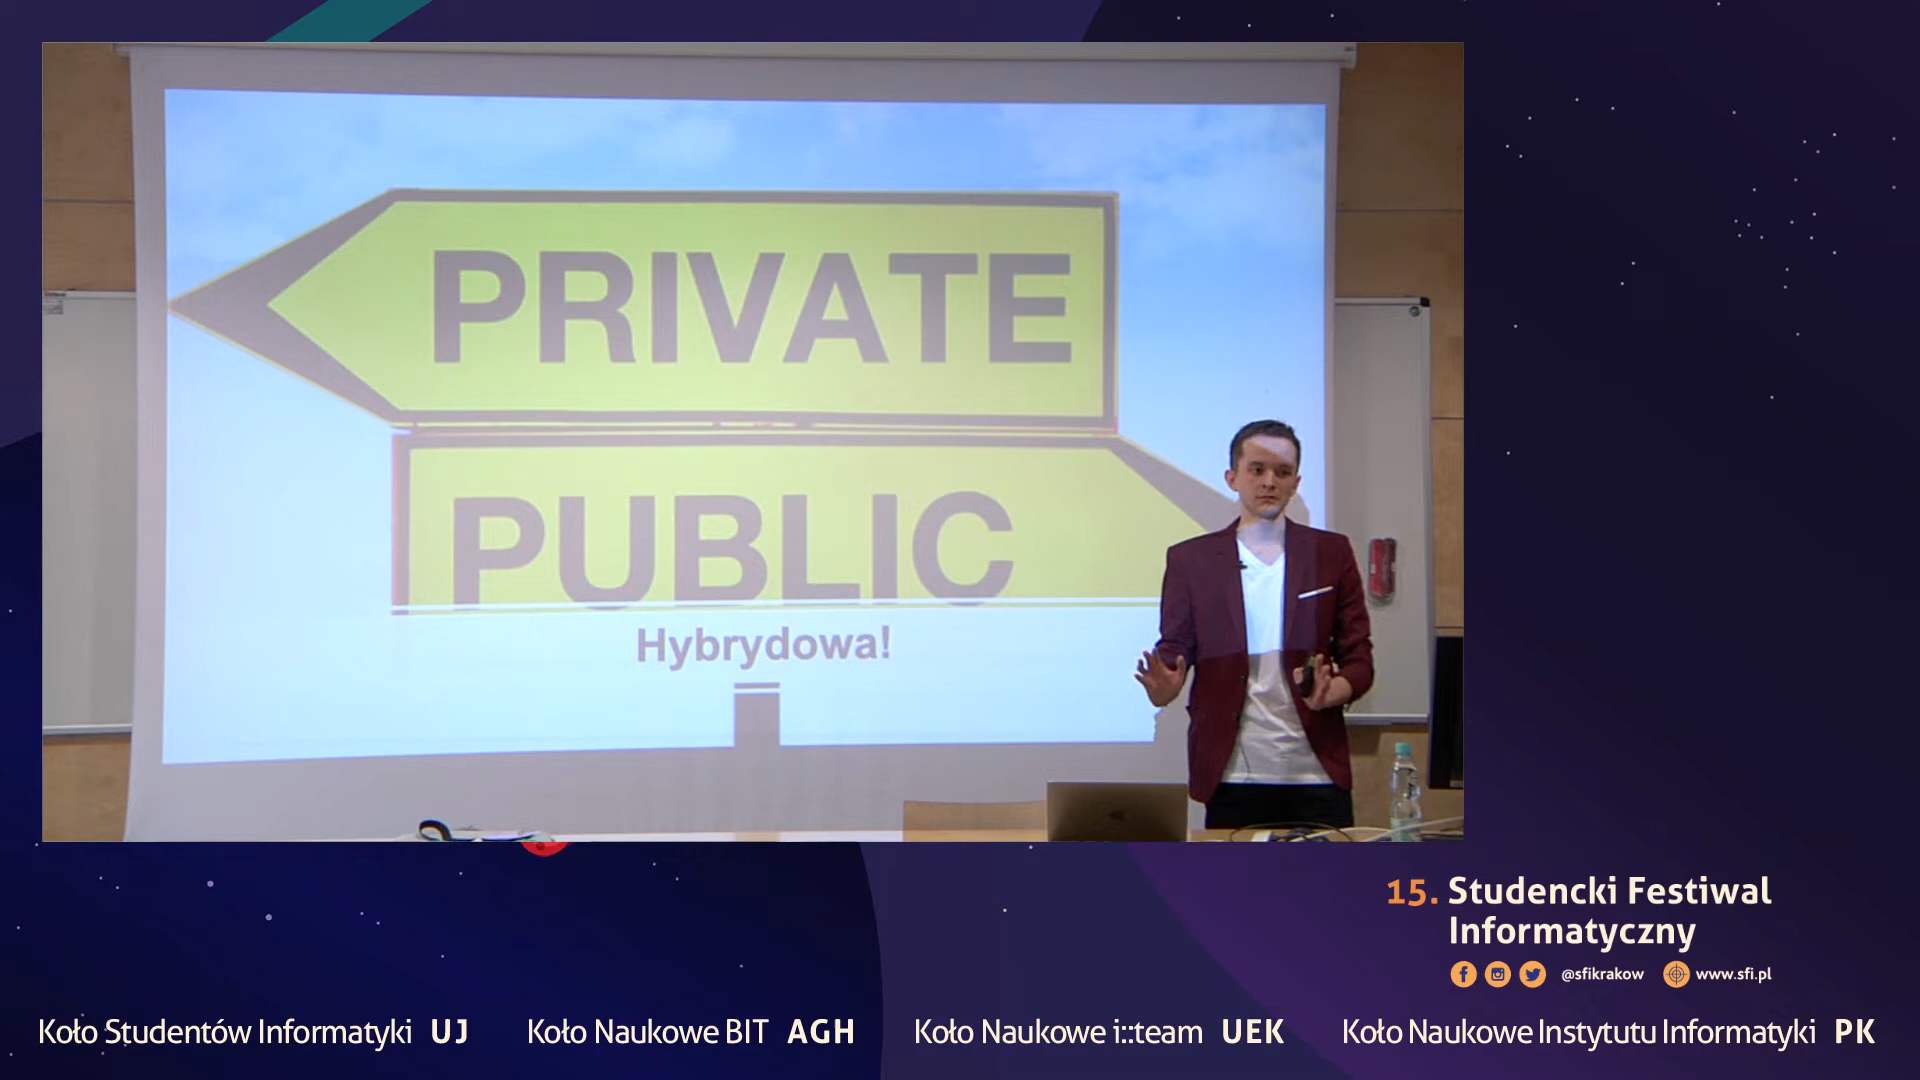 PRIVATE
PUBLIC
Hybrydowa!
15. Studencki Festiwal
Informatyczny
@sfikrakow www.sfi.pl
Koło Studentów Informatyki UJ Koło Naukowe BIT AGH Koło Naukowe i::team UEK Koło Naukowe Instytutu Informatyki PK